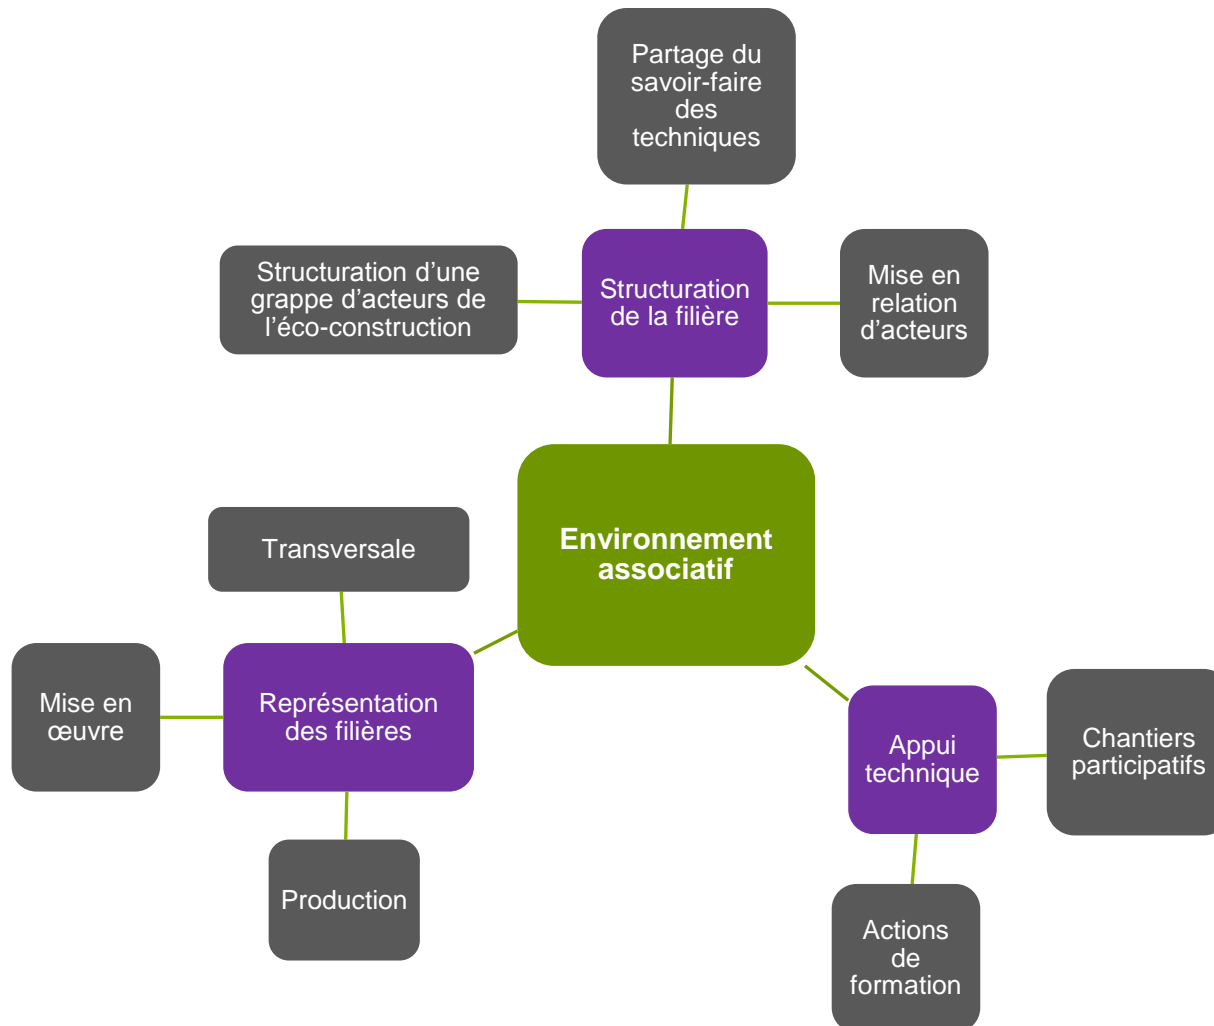 Partage du
savoir-faire
des
techniques
Structuration d’une
grappe d’acteurs de
l’éco-construction
Structuration
de la filière
Mise en
relation
d’acteurs
Environnement
associatif
Transversale
Mise en
œuvre
Représentation
des filières
Production
Appui
technique
Chantiers
participatifs
Actions
de
formation